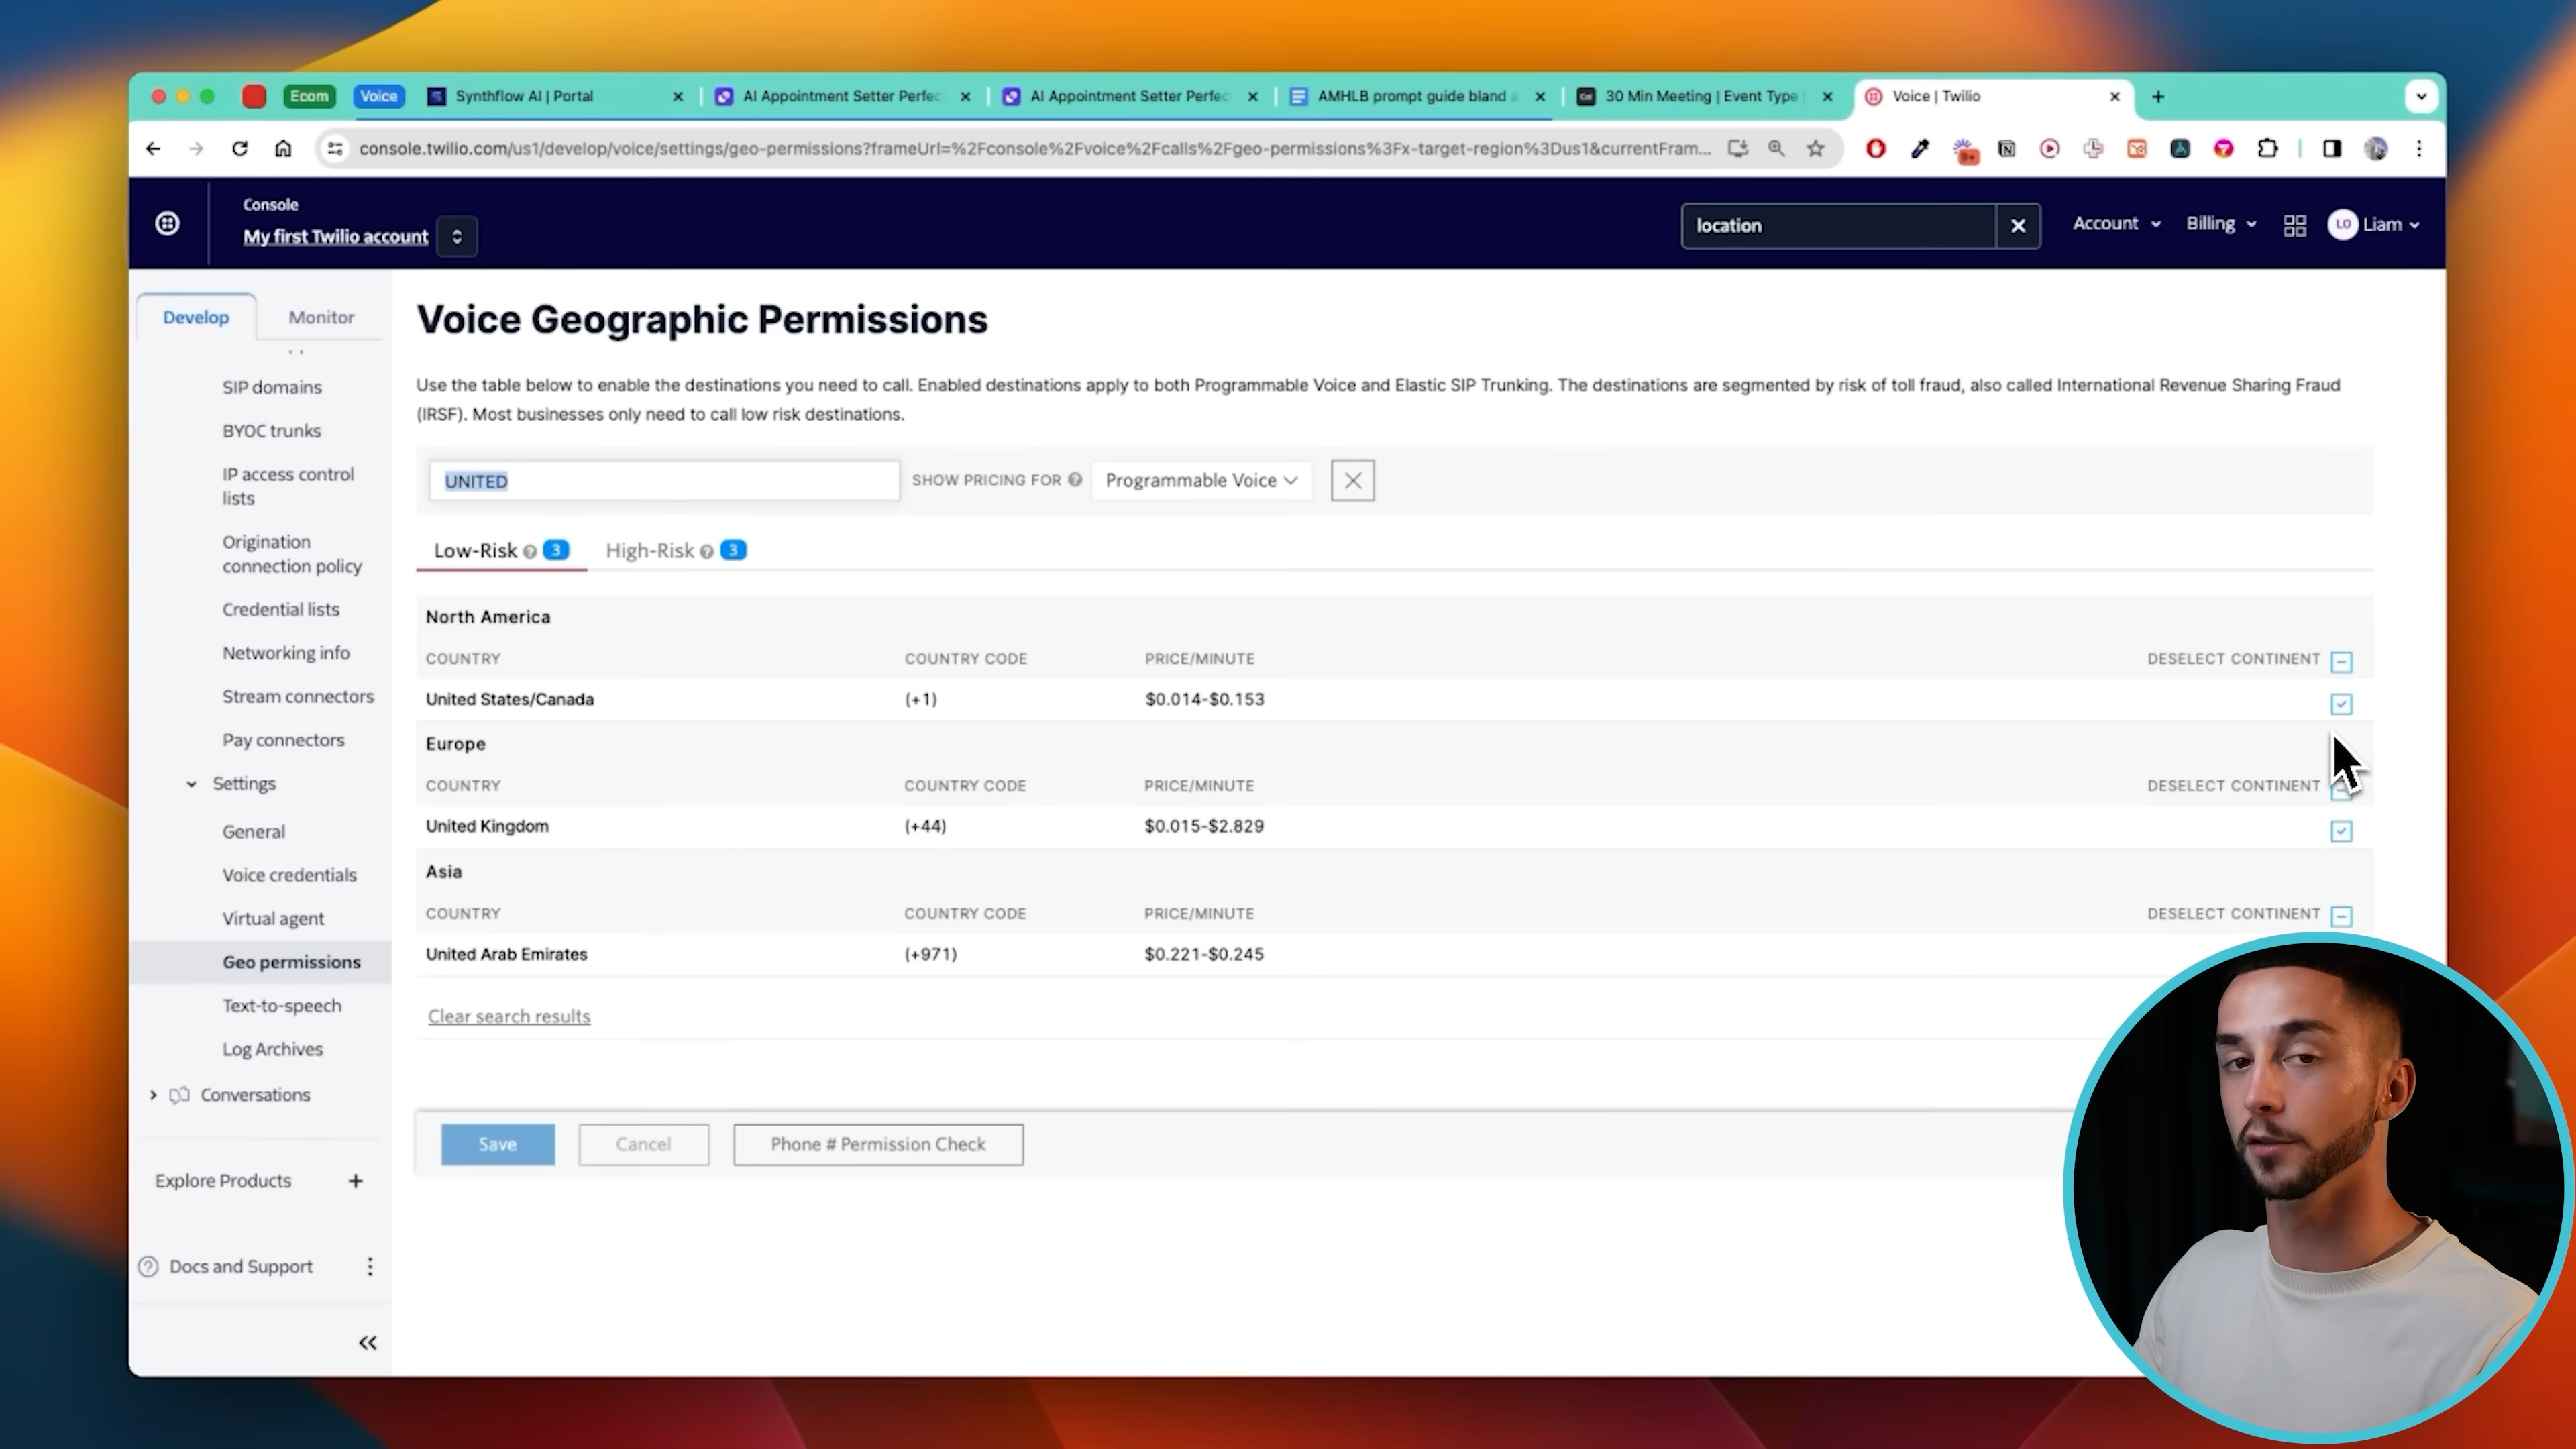 Ecom
Voice
Synthflow AI | Portal
AI Appointment Setter Perfec
AI Appointment Setter Perfec
AMHLB prompt guide bland a
30 Min Meeting | Event Type
Voice | Twilio
console.twilio.com/us1/develop/voice/settings/geo-permissions?frameUrl=%2Fconsole%2Fvoice%2Fcalls%2Fgeo-permissions%3Fx-target-region%3Dus1&currentFram...
9+
Console
My first Twilio account
location
Account
Billing
LO
Liam
Develop
Monitor
SIP domains
BYOC trunks
IP access control
lists
Origination
connection policy
Credential lists
Networking info
Stream connectors
Pay connectors
Settings
General
Voice credentials
Virtual agent
Geo permissions
Text-to-speech
Log Archives
Conversations
Explore Products
Docs and Support
Voice Geographic Permissions
Use the table below to enable the destinations you need to call. Enabled destinations apply to both Programmable Voice and Elastic SIP Trunking. The destinations are segmented by risk of toll fraud, also called International Revenue Sharing Fraud
(IRSF). Most businesses only need to call low risk destinations.
UNITED
SHOW PRICING FOR
Programmable Voice
Low-Risk 3
High-Risk 3
North America
COUNTRY COUNTRY CODE PRICE/MINUTE DESELECT CONTINENT
United States/Canada (+1) $0.014-$0.153
Europe
COUNTRY COUNTRY CODE PRICE/MINUTE DESELECT CONTINENT
United Kingdom (+44) $0.015-$2.829
Asia
COUNTRY COUNTRY CODE PRICE/MINUTE DESELECT CONTINENT
United Arab Emirates (+971) $0.221-$0.245
Clear search results
Save
Cancel
Phone # Permission Check